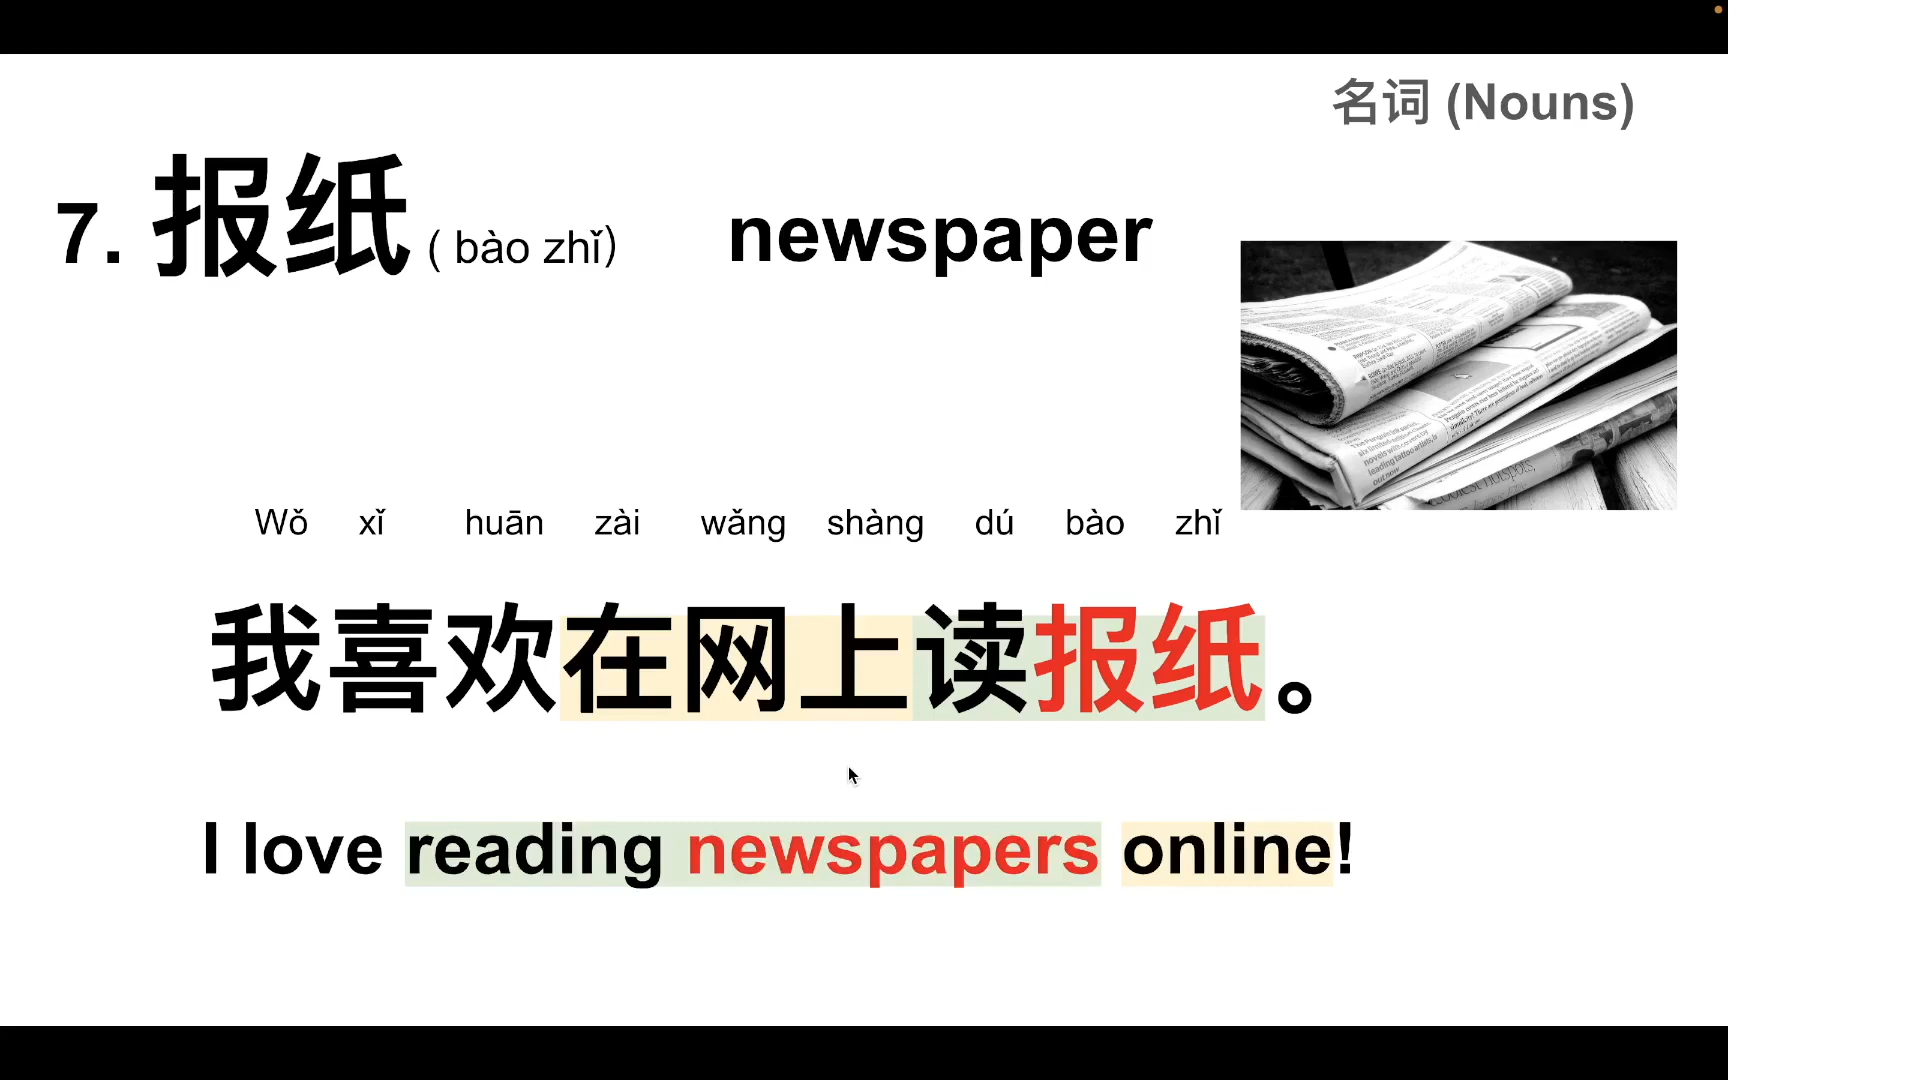 名词 (Nouns)
7. 报纸 ( bào zhǐ) newspaper
Wǒ xǐ huān zài wǎng shàng dú bào zhǐ
我喜欢在网上读报纸。
I love reading newspapers online!